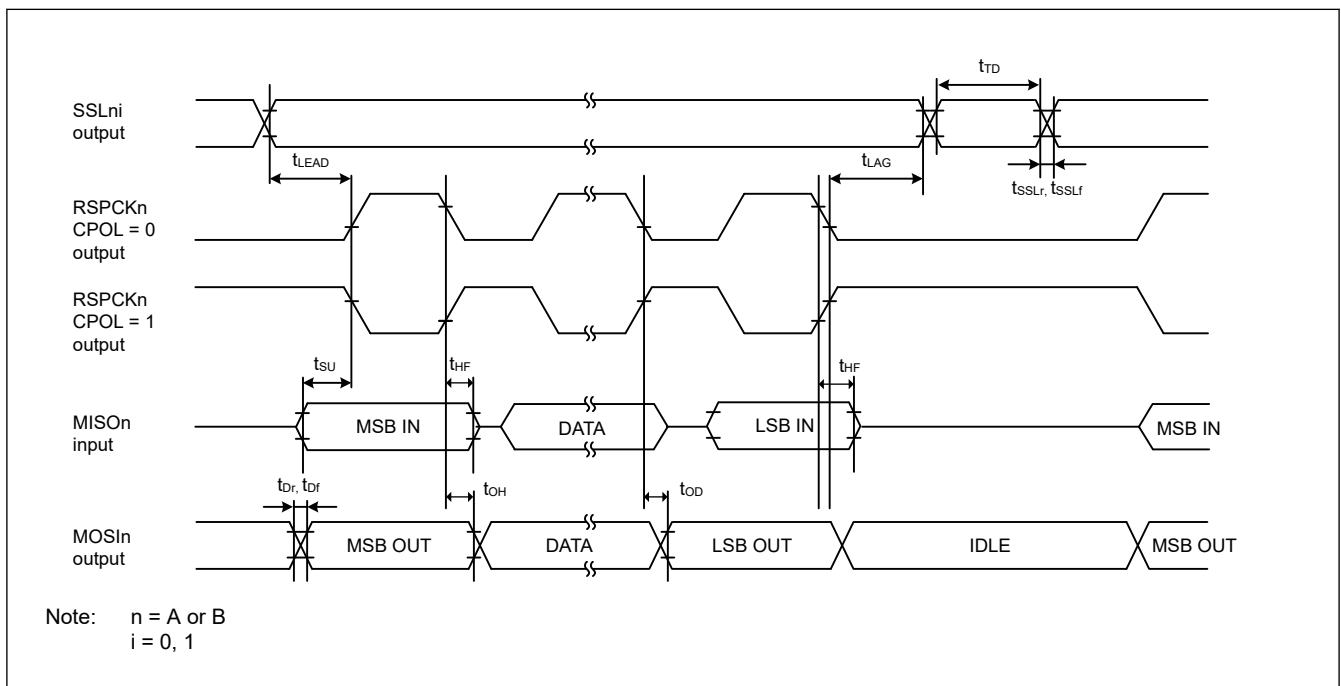 tTD
SSLni
output
tLEAD
tLAG
tSSLr, tSSLf
RSPCKn
CPOL = 0
output
RSPCKn
CPOL = 1
output
tSU
tHF
tHF
MISOn
input
MSB IN
DATA
LSB IN
MSB IN
tDr, tDf
tOH
tOD
MOSIn
output
MSB OUT
DATA
LSB OUT
IDLE
MSB OUT
Note: n = A or B
i = 0, 1